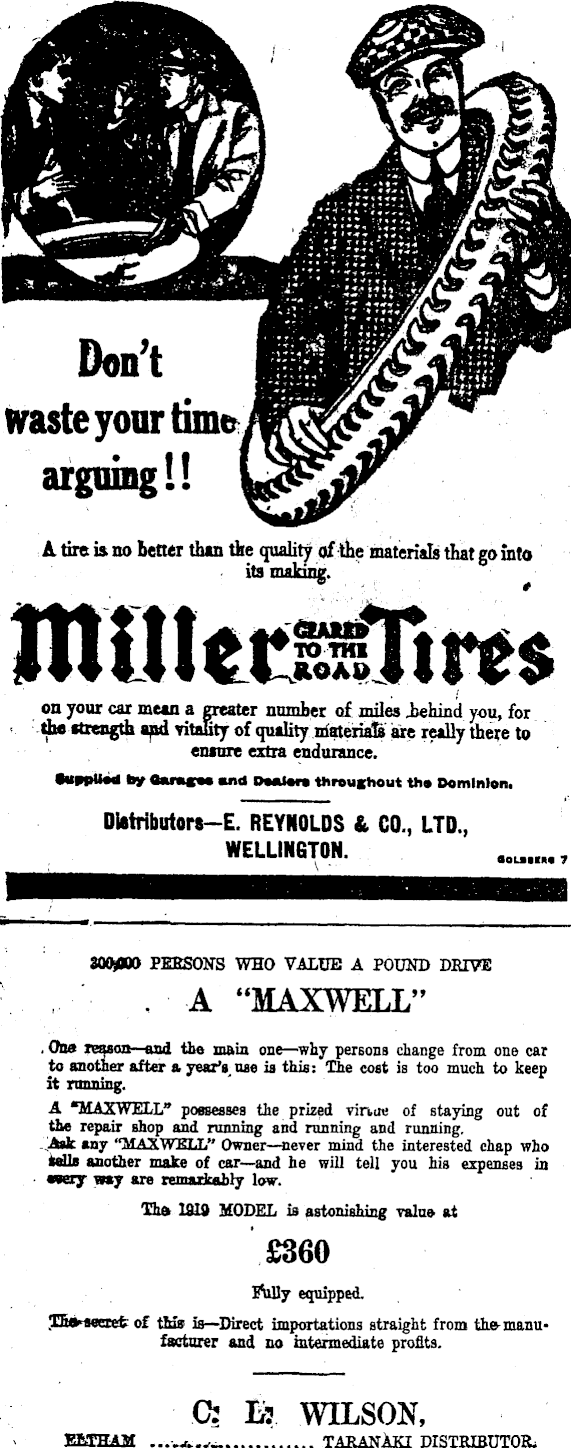 Don't
waste your time
arguing!!
A tire is no better than the quality of the materials that go into
its making.
Miller GEARED TO THE ROAD Tires
on your car mean a greater number of miles behind you, for
the strength and vitality of quality materials are really there to
ensure extra endurance.
Supplied by Garages and Dealers throughout the Dominion.
Distributors—E. REYNOLDS & CO., LTD.,
WELLINGTON.
GOLDBERG 7
300,000 PERSONS WHO VALUE A POUND DRIVE
A "MAXWELL"
One reason—and the main one—why persons change from one car
to another after a year's use is this: The cost is too much to keep
it running.
A "MAXWELL" possesses the prized virtue of staying out of
the repair shop and running and running and running.
Ask any "MAXWELL" Owner—never mind the interested chap who
sells another make of car—and he will tell you his expenses in
every way are remarkably low.
The 1919 MODEL is astonishing value at
£360
Fully equipped.
The secret of this is—Direct importations straight from the manu-
facturer and no intermediate profits.
C. L. WILSON,
ELTHAM .................... TARANAKI DISTRIBUTOR.